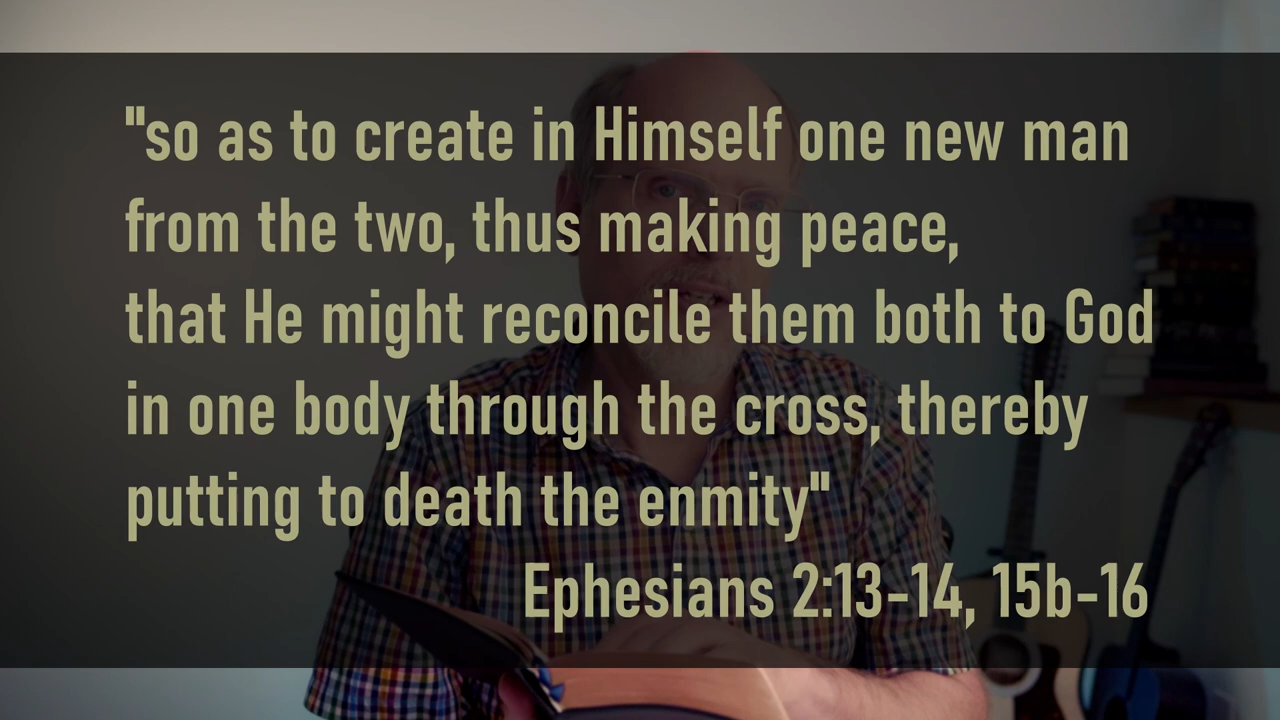 "so as to create in Himself one new man
from the two, thus making peace,
that He might reconcile them both to God
in one body through the cross, thereby
putting to death the enmity"
Ephesians 2:13-14, 15b-16